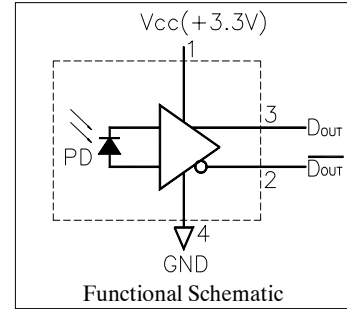 Vcc(+3.3V)
1
3
DOUT
PD
DOUT
2
4
GND
Functional Schematic